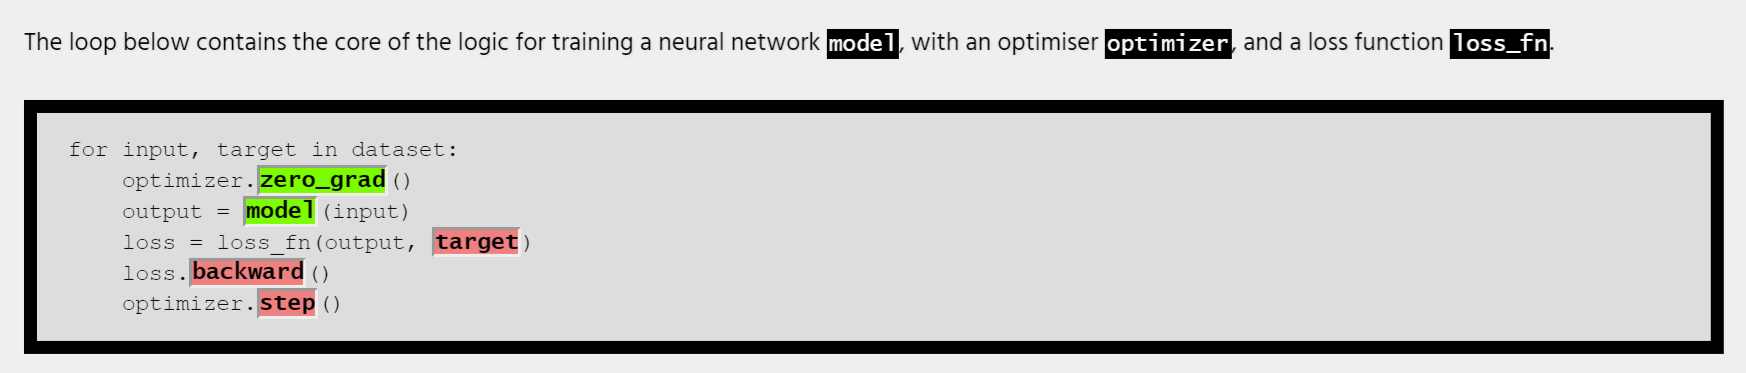 The loop below contains the core of the logic for training a neural network model, with an optimiser optimizer, and a loss function loss_fn.
for input, target in dataset:
    optimizer.zero_grad()
    output = model(input)
    loss = loss_fn(output, target)
    loss.backward()
    optimizer.step()